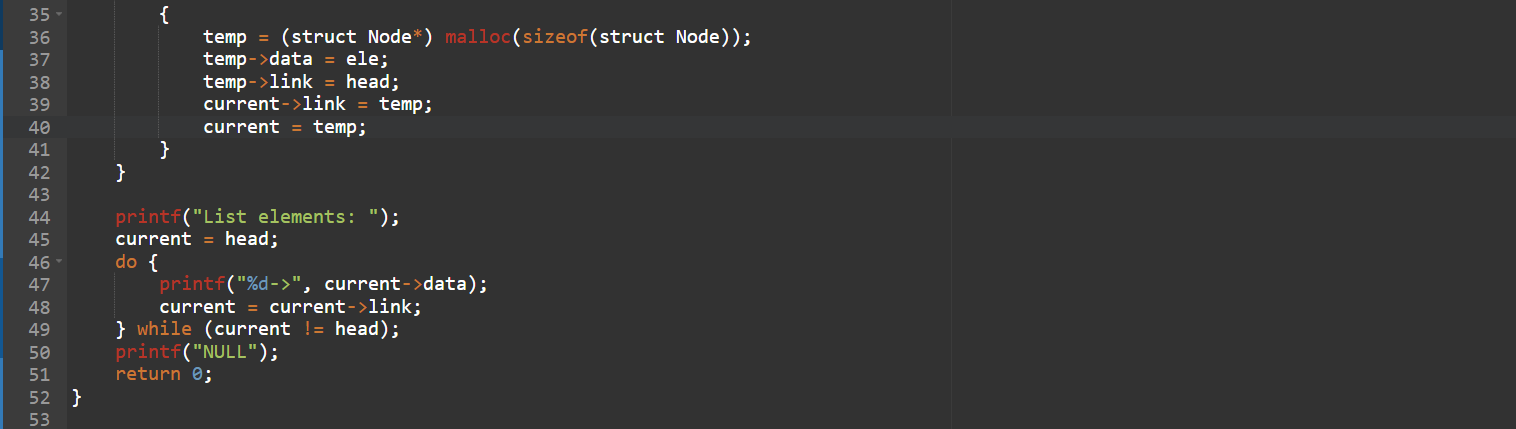 35 {
36 temp = (struct Node*) malloc(sizeof(struct Node));
37 temp->data = ele;
38 temp->link = head;
39 current->link = temp;
40 current = temp;
41 }
42 }
43
44 printf("List elements: ");
45 current = head;
46 do {
47 printf("%d->", current->data);
48 current = current->link;
49 } while (current != head);
50 printf("NULL");
51 return 0;
52 }
53